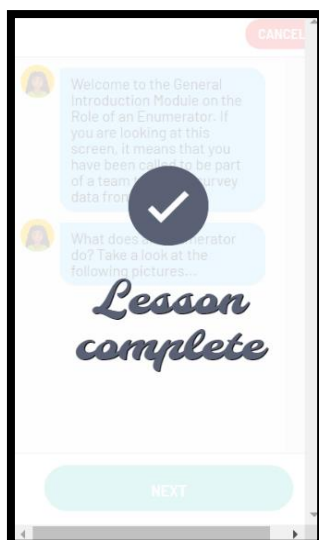 CANCEL
Welcome to the General
Introduction Module on the
Role of an Enumerator. If
you are looking at this
screen, it means that you
have been called to be part
of a team survey
data from
What does enumerator
do? Take a look at the
following pictures...
Lesson
complete
NEXT